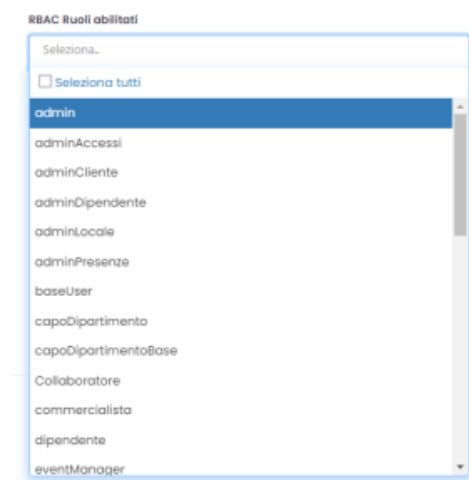 RBAC Ruoli abilitati
Seleziona..
Seleziona tutti
admin
adminAccessi
adminCliente
adminDipendente
adminLocale
adminPresenze
baseUser
capoDipartimento
capoDipartimentoBase
Collaboratore
commercialista
dipendente
eventManager